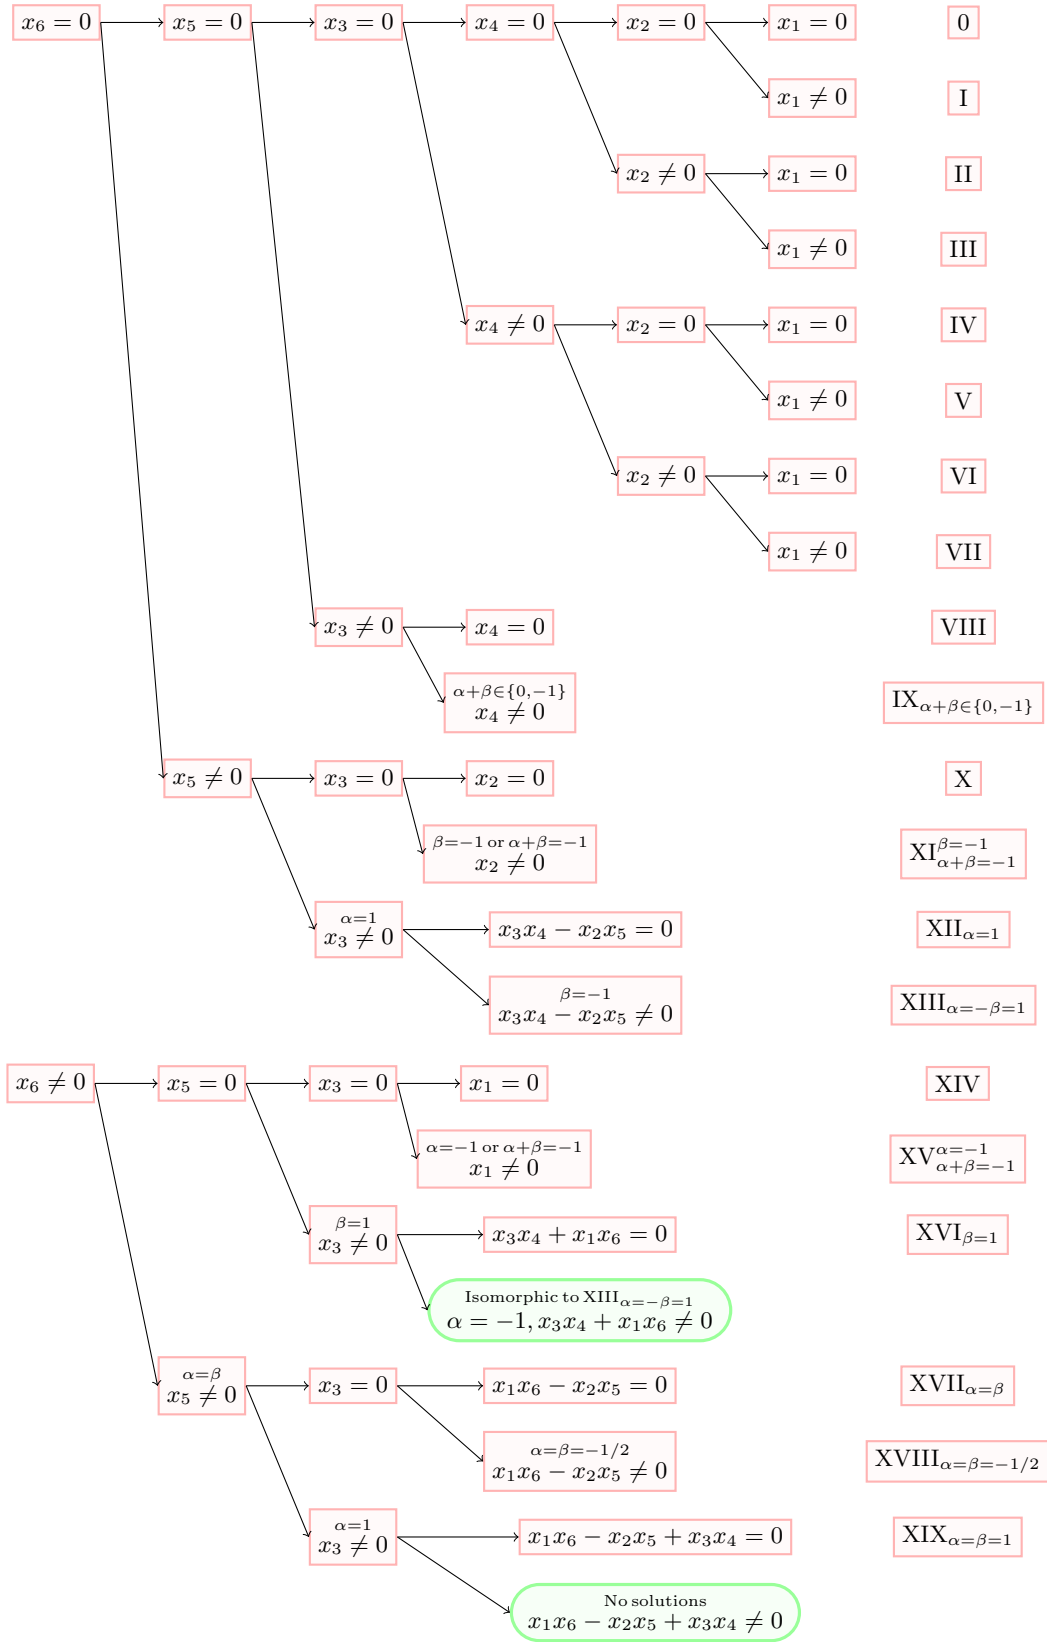 x₆ = 0 x₅ = 0 x₃ = 0 x₄ = 0 x₂ = 0 x₁ = 0 0
x₁ ≠ 0 I
x₂ ≠ 0 x₁ = 0 II
x₁ ≠ 0 III
x₄ ≠ 0 x₂ = 0 x₁ = 0 IV
x₁ ≠ 0 V
x₂ ≠ 0 x₁ = 0 VI
x₁ ≠ 0 VII
x₃ ≠ 0 x₄ = 0 VIII
α+β∈{0,−1}
x₄ ≠ 0 IX_{α+β∈{0,−1}}
x₅ ≠ 0 x₃ = 0 x₂ = 0 X
β=−1 or α+β=−1
x₂ ≠ 0 XI^{β=−1}_{α+β=−1}
α=1
x₃ ≠ 0 x₃x₄ − x₂x₅ = 0 XII_{α=1}
β=−1
x₃x₄ − x₂x₅ ≠ 0 XIII_{α=−β=1}
x₆ ≠ 0 x₅ = 0 x₃ = 0 x₁ = 0 XIV
α=−1 or α+β=−1
x₁ ≠ 0 XV^{α=−1}_{α+β=−1}
β=1
x₃ ≠ 0 x₃x₄ + x₁x₆ = 0 XVI_{β=1}
Isomorphic to XIII_{α=−β=1}
α = −1, x₃x₄ + x₁x₆ ≠ 0
α=β
x₅ ≠ 0 x₃ = 0 x₁x₆ − x₂x₅ = 0 XVII_{α=β}
α=β=−1/2
x₁x₆ − x₂x₅ ≠ 0 XVIII_{α=β=−1/2}
α=1
x₃ ≠ 0 x₁x₆ − x₂x₅ + x₃x₄ = 0 XIX_{α=β=1}
No solutions
x₁x₆ − x₂x₅ + x₃x₄ ≠ 0